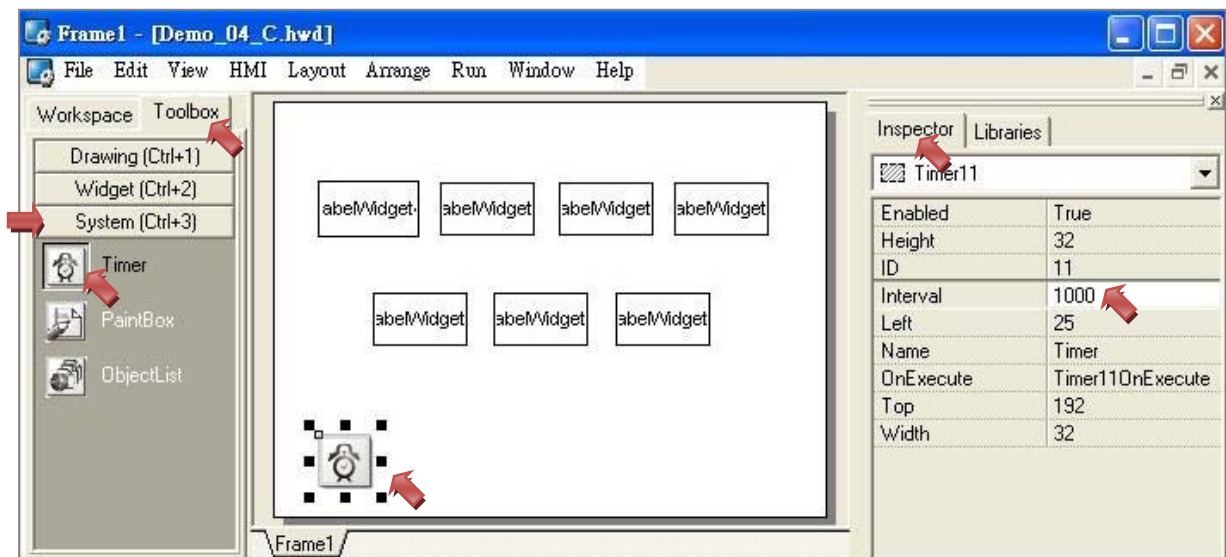 Frame1 - [Demo_04_C.hwd]
File Edit View HMI Layout Arrange Run Window Help
Workspace Toolbox
Drawing (Ctrl+1)
Widget (Ctrl+2)
System (Ctrl+3)
Timer
PaintBox
ObjectList
abelWidget abelWidget abelWidget abelWidget
abelWidget abelWidget abelWidget
Frame1
Inspector Libraries
Timer11
Enabled True
Height 32
ID 11
Interval 1000
Left 25
Name Timer
OnExecute Timer11OnExecute
Top 192
Width 32